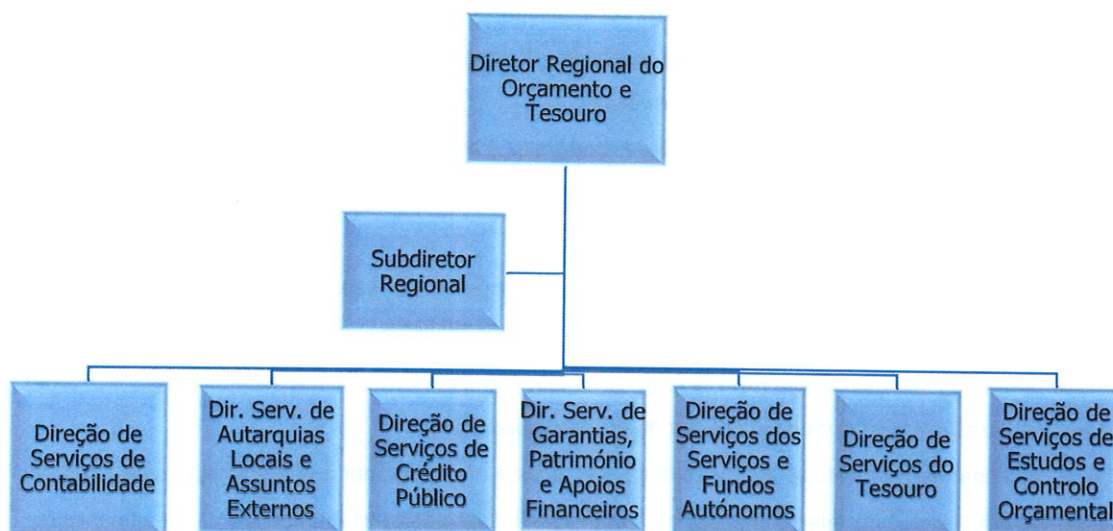 Diretor Regional do
Orçamento e
Tesouro
Subdiretor
Regional
Direção de
Serviços de
Contabilidade
Dir. Serv. de
Autarquias
Locais e
Assuntos
Externos
Direção de
Serviços de
Crédito
Público
Dir. Serv. de
Garantias,
Património
e Apoios
Financeiros
Direção de
Serviços dos
Serviços e
Fundos
Autónomos
Direção de
Serviços do
Tesouro
Direção de
Serviços de
Estudos e
Controlo
Orçamental